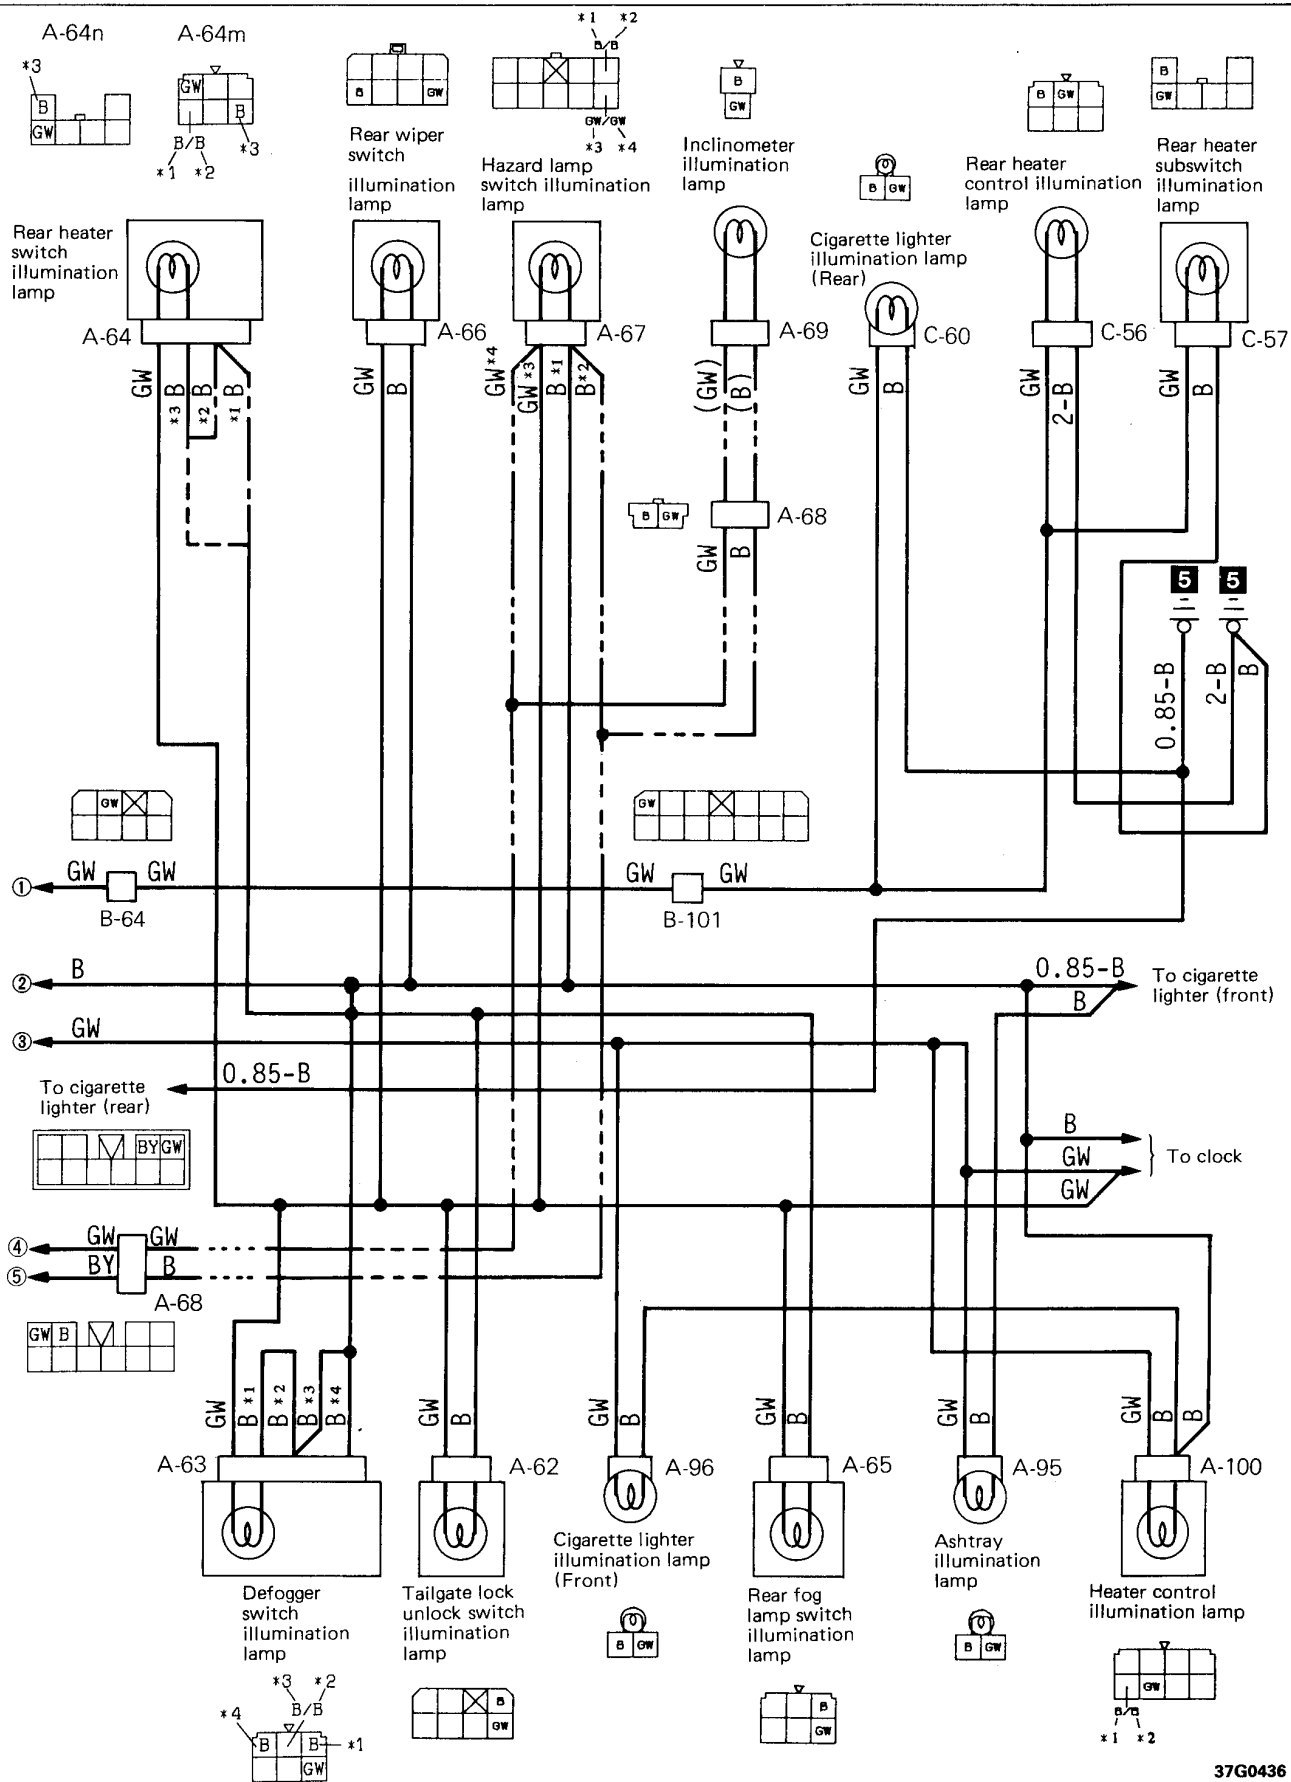 A-64n
A-64m
*1 *2
B/B
*3
B
GW
GW
B
B/B
*1 *2
*3
B
GW
GW/GW
*3 *4
B
GW
B GW
B GW
B
GW
Rear wiper
switch
illumination
lamp
Hazard lamp
switch illumination
lamp
Inclinometer
illumination
lamp
Rear heater
control illumination
lamp
Rear heater
subswitch
illumination
lamp
Rear heater
switch
illumination
lamp
Cigarette lighter
illumination lamp
(Rear)
A-64
A-66
A-67
A-69
C-60
C-56
C-57
GW
*3 B
*2 B
*1 B
GW
B
GW*4
GW*3
B*1
B*2
(GW)
(B)
GW
B
GW
2-B
GW
B
B GW
A-68
GW
B
5
5
0.85-B
2-B
B
GW
GW
① GW GW
B-64
GW GW
B-101
② B
0.85-B
B
To cigarette
lighter (front)
③ GW
To cigarette
lighter (rear)
0.85-B
BY GW
B
GW
GW
To clock
④ GW GW
⑤ BY B
A-68
GW B
GW
B*1
B*2
B*3
B*4
GW
B
GW
B
GW
B
GW
B
GW
B
B
A-63
A-62
A-96
A-65
A-95
A-100
Defogger
switch
illumination
lamp
Tailgate lock
unlock switch
illumination
lamp
Cigarette lighter
illumination lamp
(Front)
Rear fog
lamp switch
illumination
lamp
Ashtray
illumination
lamp
Heater control
illumination lamp
*3 *2
B/B
*4
B
B
*1
GW
B
GW
B GW
B
GW
B GW
GW
B/B
*1 *2
37G0436